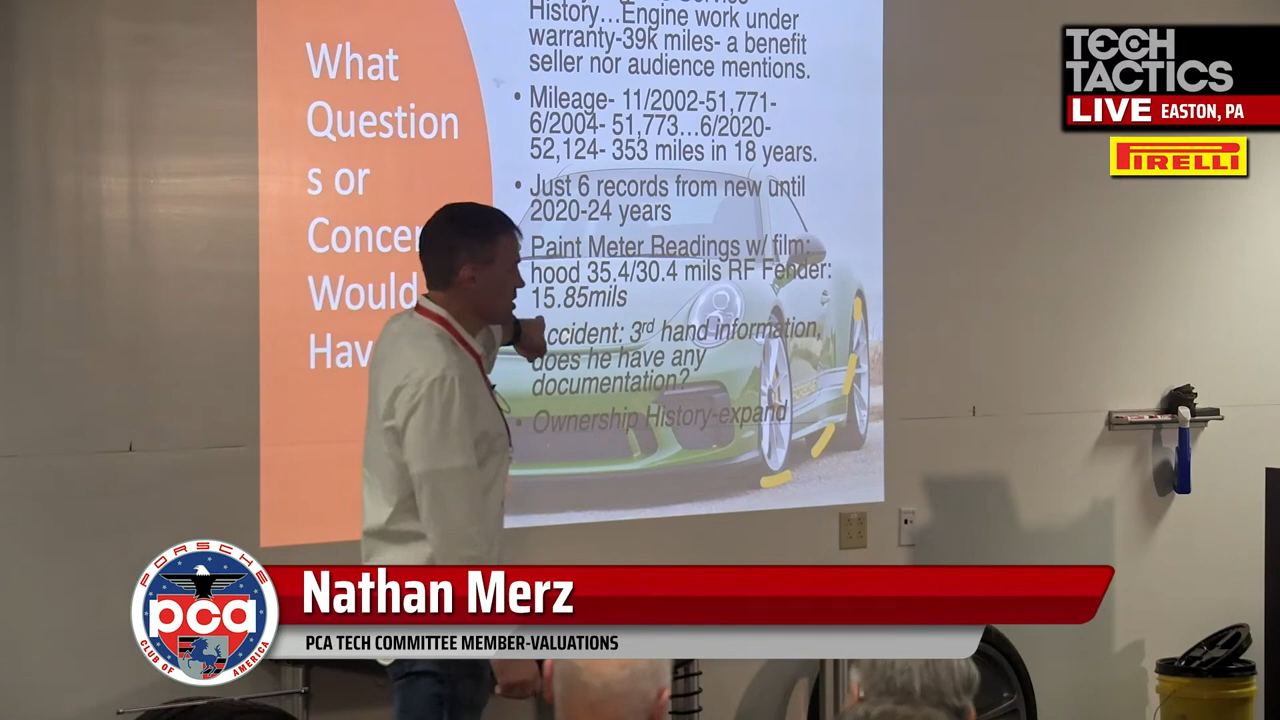 What
Question
s or
Would
History...Engine work under
warranty-39k miles- a benefit
seller nor audience mentions.
• Mileage- 11/2002-51,771-
6/2004- 51,773...6/2020-
52,124- 353 miles in 18 years.
• Just 6 records from new until
2020-24 years
Paint Meter Readings w/ film:
hood 35.4/30.4 mils RF Fender:
15.85mils
ccident: 3rd hand information,
does he have any
documentation?
• Ownership History-expand
TECH
TACTICS
LIVE EASTON, PA
PIRELLI
PORSCHE
pca
CLUB OF AMERICA
Nathan Merz
PCA TECH COMMITTEE MEMBER-VALUATIONS